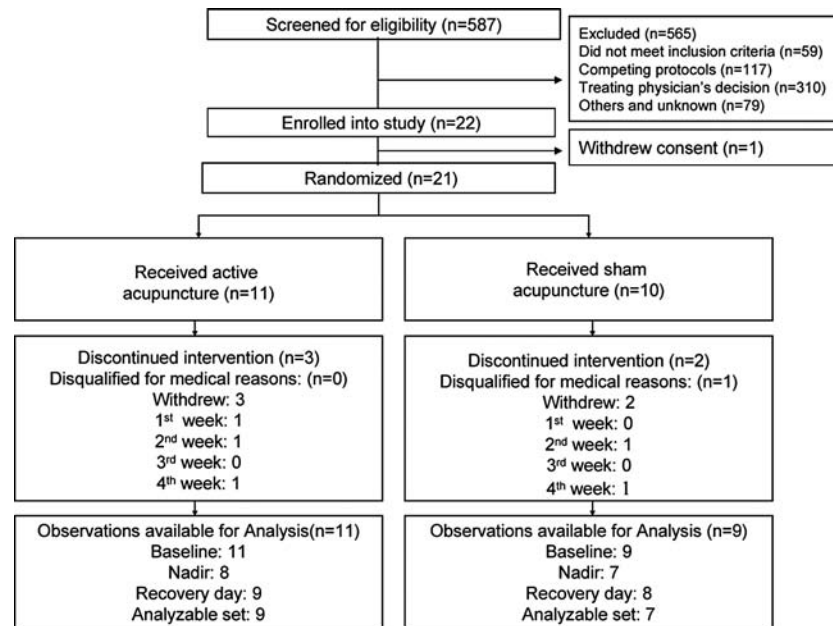 Screened for eligibility (n=587)
Excluded (n=565)
Did not meet inclusion criteria (n=59)
Competing protocols (n=117)
Treating physician's decision (n=310)
Others and unknown (n=79)
Enrolled into study (n=22)
Withdrew consent (n=1)
Randomized (n=21)
Received active
acupuncture (n=11)
Received sham
acupuncture (n=10)
Discontinued intervention (n=3)
Disqualified for medical reasons: (n=0)
Withdrew: 3
1st week: 1
2nd week: 1
3rd week: 0
4th week: 1
Discontinued intervention (n=2)
Disqualified for medical reasons: (n=1)
Withdrew: 2
1st week: 0
2nd week: 1
3rd week: 0
4th week: 1
Observations available for Analysis(n=11)
Baseline: 11
Nadir: 8
Recovery day: 9
Analyzable set: 9
Observations available for Analysis (n=9)
Baseline: 9
Nadir: 7
Recovery day: 8
Analyzable set: 7